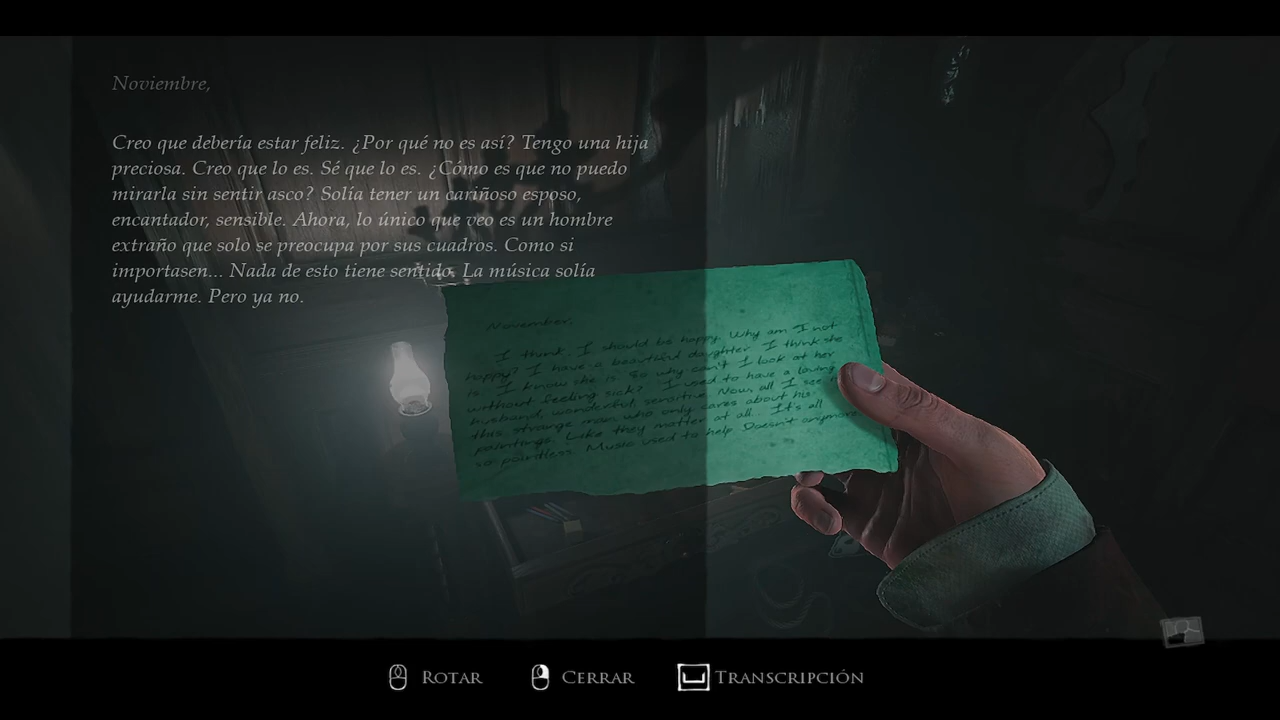 Noviembre,
Creo que debería estar feliz. ¿Por qué no es así? Tengo una hija
preciosa. Creo que lo es. Sé que lo es. ¿Cómo es que no puedo
mirarla sin sentir asco? Solía tener un cariñoso esposo,
encantador, sensible. Ahora, lo único que veo es un hombre
extraño que solo se preocupa por sus cuadros. Como si
importasen... Nada de esto tiene sentido. La música solía
ayudarme. Pero ya no.
November,
I think I should be happy. Why am I not
happy? I have a beautiful daughter. I think she
is. I know she is. So why can't I look at her
without feeling sick? I used to have a loving
husband, wonderful, sensitive. Now, all I see is
this strange man who only cares about his
paintings. Like they matter at all. It's all
so pointless. Music used to help. Doesn't anymore.
ROTAR
CERRAR
TRANSCRIPCIÓN